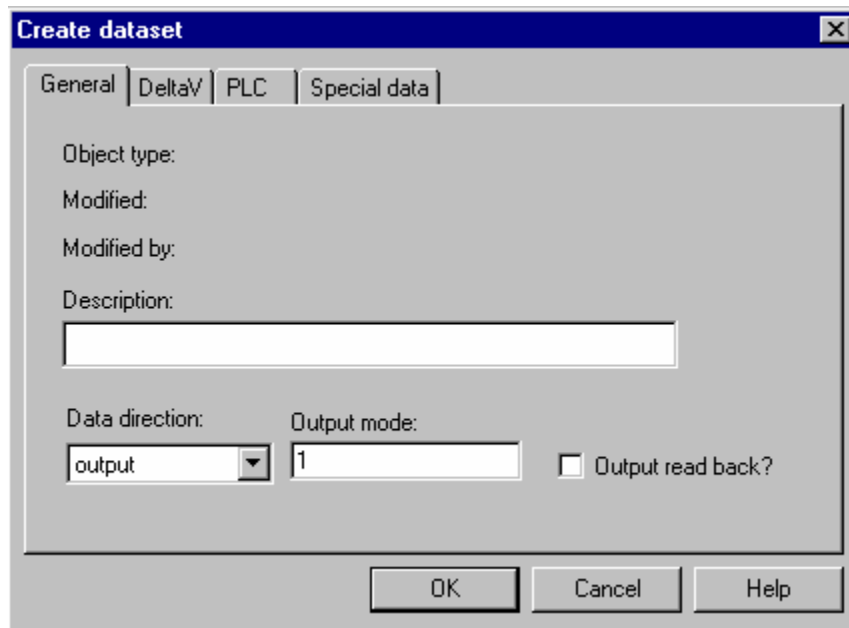 Create dataset
General DeltaV PLC Special data
Object type:
Modified:
Modified by:
Description:
Data direction: Output mode:
output 1 Output read back?
OK Cancel Help